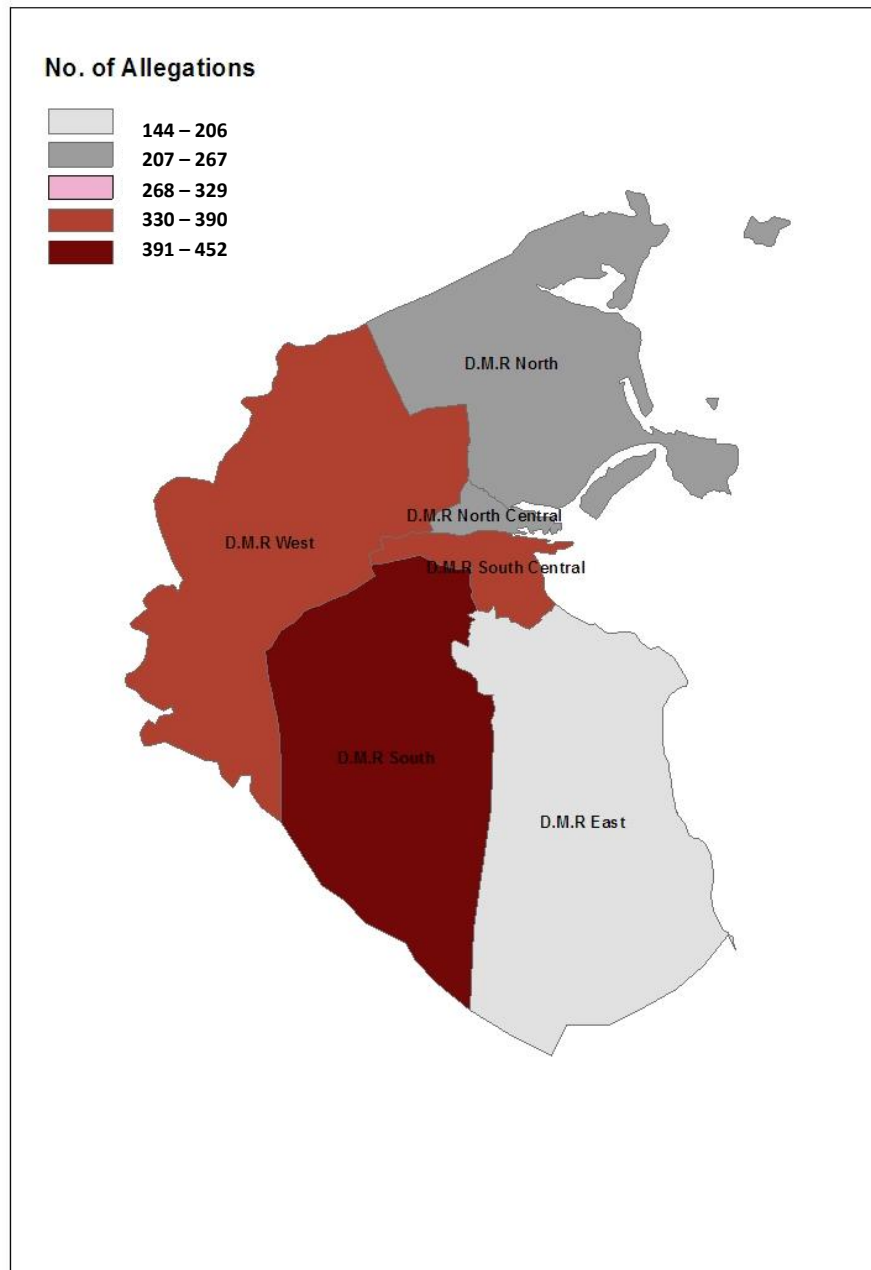 No. of Allegations
144 – 206
207 – 267
268 – 329
330 – 390
391 – 452
D.M.R North
D.M.R North Central
D.M.R West
D.M.R South Central
D.M.R South
D.M.R East